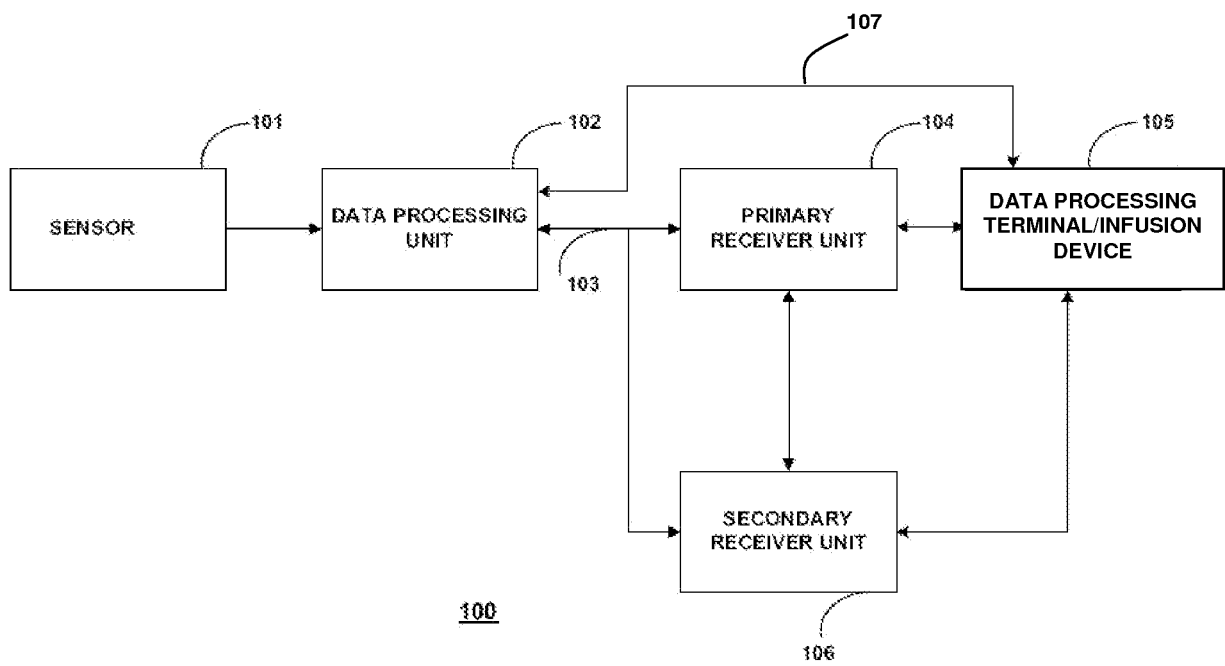 107
101
102
104
105
SENSOR
DATA PROCESSING
UNIT
PRIMARY
RECEIVER UNIT
DATA PROCESSING
TERMINAL/INFUSION
DEVICE
103
SECONDARY
RECEIVER UNIT
100
106